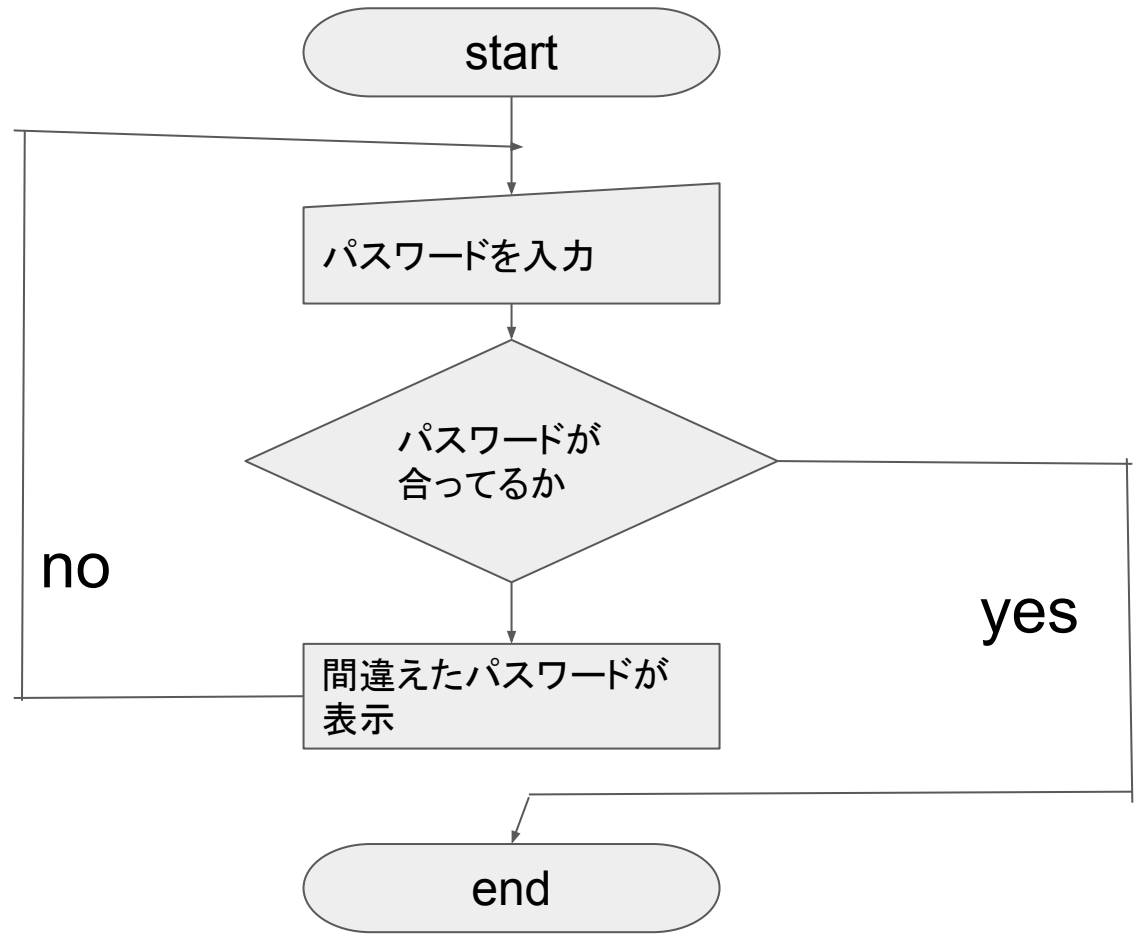 start
パスワードを入力
パスワードが
合ってるか
no
yes
間違えたパスワードが
表示
end